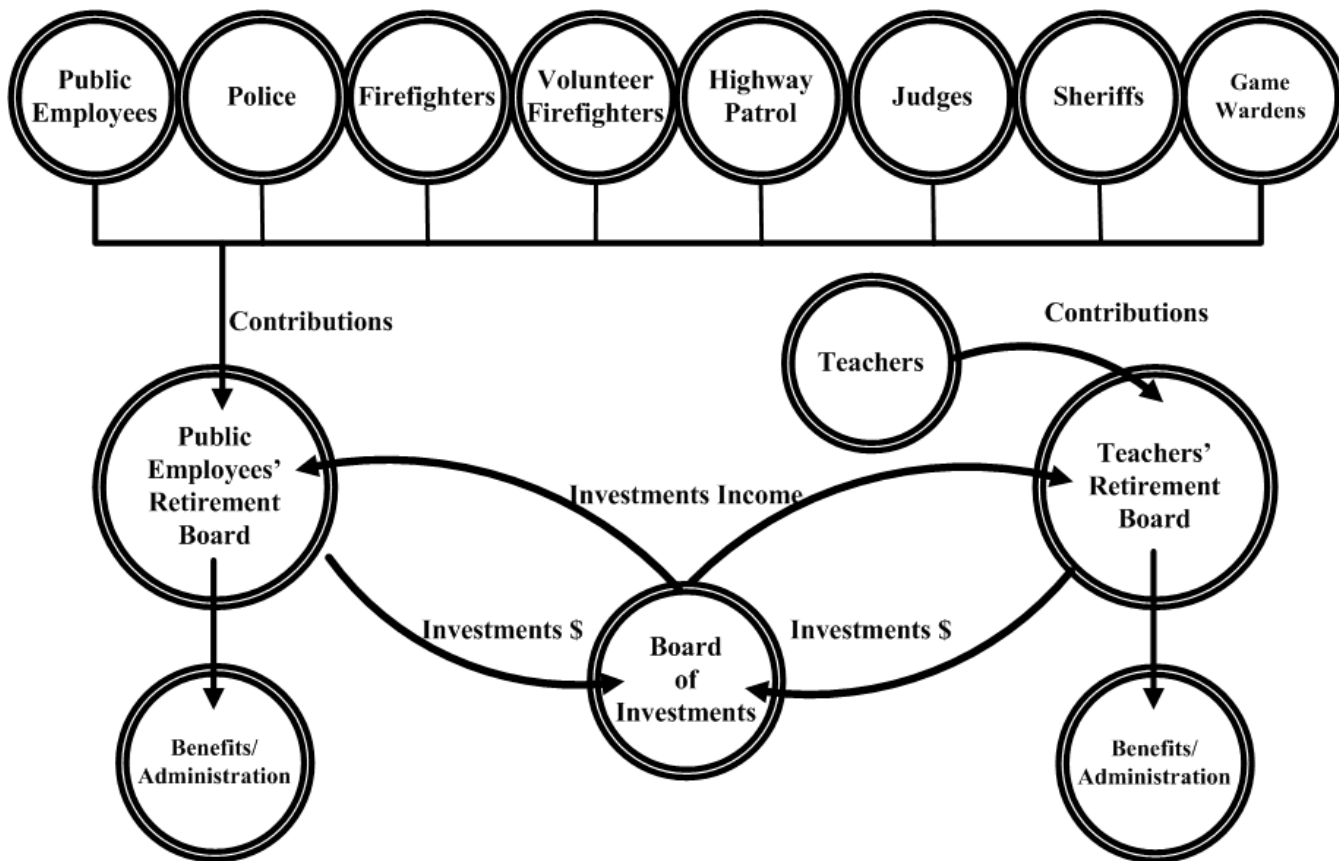 Public
Employees
Police
Firefighters
Volunteer
Firefighters
Highway
Patrol
Judges
Sheriffs
Game
Wardens
Contributions
Teachers
Contributions
Public
Employees’
Retirement
Board
Investments Income
Teachers’
Retirement
Board
Investments $
Board
of
Investments
Investments $
Benefits/
Administration
Benefits/
Administration